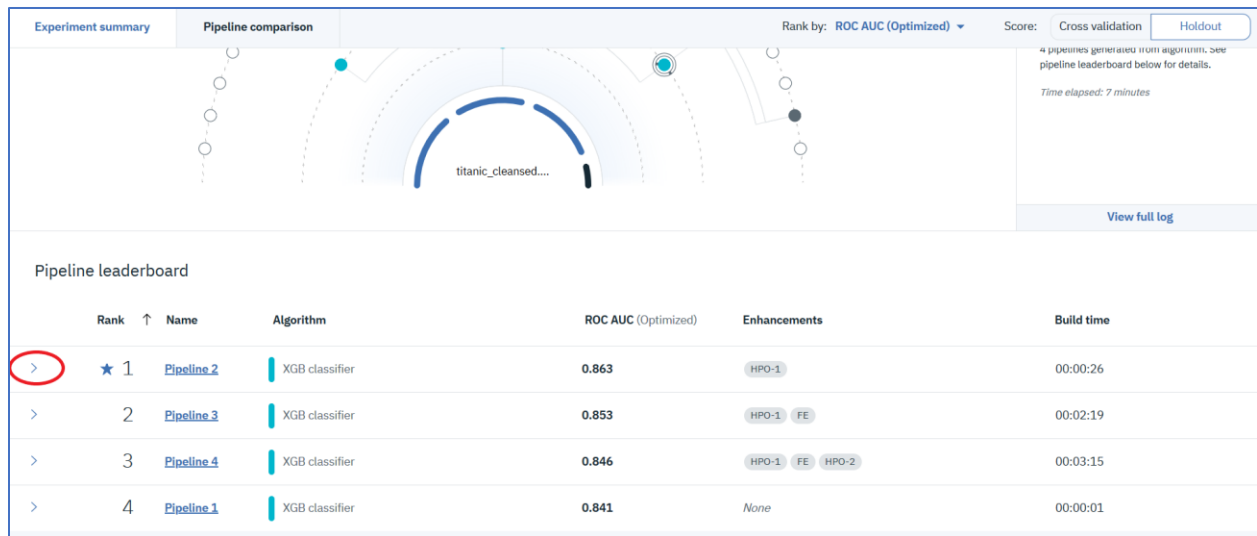 Experiment summary
Pipeline comparison
Rank by: ROC AUC (Optimized)
Score: Cross validation Holdout
4 pipelines generated from algorithm. See
pipeline leaderboard below for details.
Time elapsed: 7 minutes
titanic_cleansed....
View full log
Pipeline leaderboard
Rank ↑ Name Algorithm ROC AUC (Optimized) Enhancements Build time
★ 1 Pipeline 2 XGB classifier 0.863 HPO-1 00:00:26
2 Pipeline 3 XGB classifier 0.853 HPO-1 FE 00:02:19
3 Pipeline 4 XGB classifier 0.846 HPO-1 FE HPO-2 00:03:15
4 Pipeline 1 XGB classifier 0.841 None 00:00:01